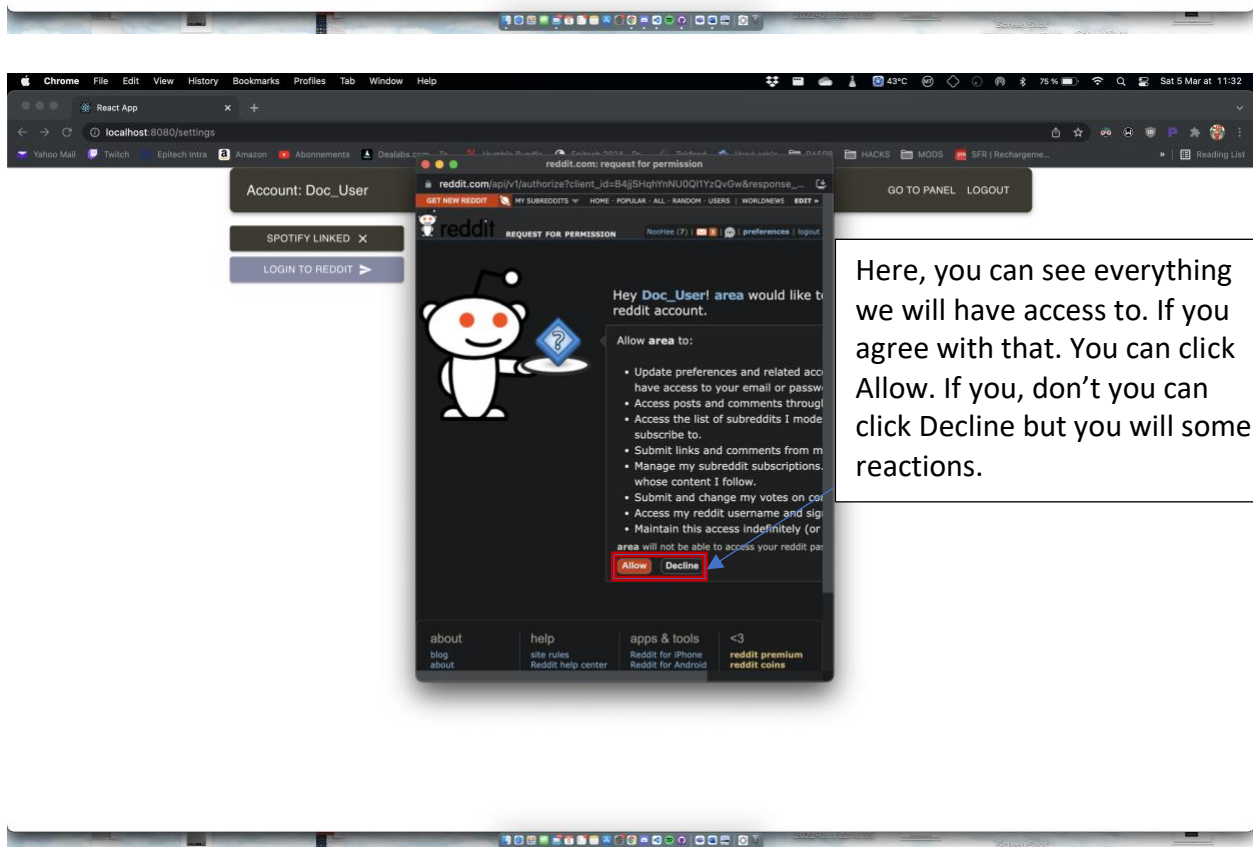 Chrome File Edit View History Bookmarks Profiles Tab Window Help 43°C 75 % Sat 5 Mar at 11:32
React App
localhost:8080/settings
Yahoo Mail Twitch Epitech Intra Amazon Abonnements HACKS MODS SFR | Rechargeme... » Reading List
reddit.com: request for permission
reddit.com/api/v1/authorize?client_id=B4jjSHqhYnNU0QI1YzQvGw&response_...
GET NEW REDDIT MY SUBREDDITS HOME - POPULAR - ALL - RANDOM - USERS | WORLDNEWS EDIT »
reddit REQUEST FOR PERMISSION NooHee (7) | preferences | logout
Account: Doc_User GO TO PANEL LOGOUT
SPOTIFY LINKED X
LOGIN TO REDDIT
Hey Doc_User! area would like to
reddit account.
Allow area to:
• Update preferences and related acc
have access to your email or passw
• Access posts and comments through
• Access the list of subreddits I mode
subscribe to.
• Submit links and comments from m
• Manage my subreddit subscriptions.
whose content I follow.
• Submit and change my votes on co
• Access my reddit username and sig
• Maintain this access indefinitely (or
area will not be able to access your reddit pa
Allow Decline
about help apps & tools <3
blog site rules Reddit for iPhone reddit premium
about Reddit help center Reddit for Android reddit coins
Here, you can see everything
we will have access to. If you
agree with that. You can click
Allow. If you, don’t you can
click Decline but you will some
reactions.